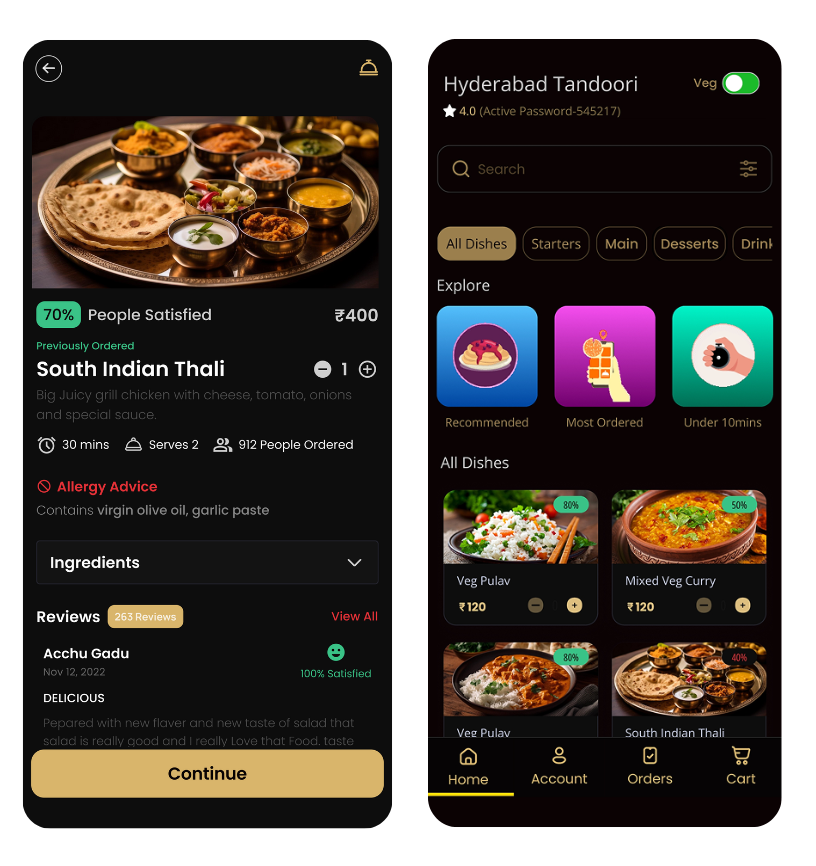 70% People Satisfied ₹400
Previously Ordered
South Indian Thali 1
Big Juicy grill chicken with cheese, tomato, onions
and special sauce.
30 mins Serves 2 912 People Ordered
Allergy Advice
Contains virgin olive oil, garlic paste
Ingredients
Reviews 263 Reviews View All
Acchu Gadu
Nov 12, 2022
100% Satisfied
DELICIOUS
Pepared with new flaver and new taste of salad that
salad is really good and I really Love that Food. taste
Continue
Hyderabad Tandoori Veg
4.0 (Active Password-545217)
Search
All Dishes Starters Main Desserts Drink
Explore
Recommended Most Ordered Under 10mins
All Dishes
80% 50%
Veg Pulav Mixed Veg Curry
₹120 ₹120
80% 40%
Veg Pulav South Indian Thali
Home Account Orders Cart